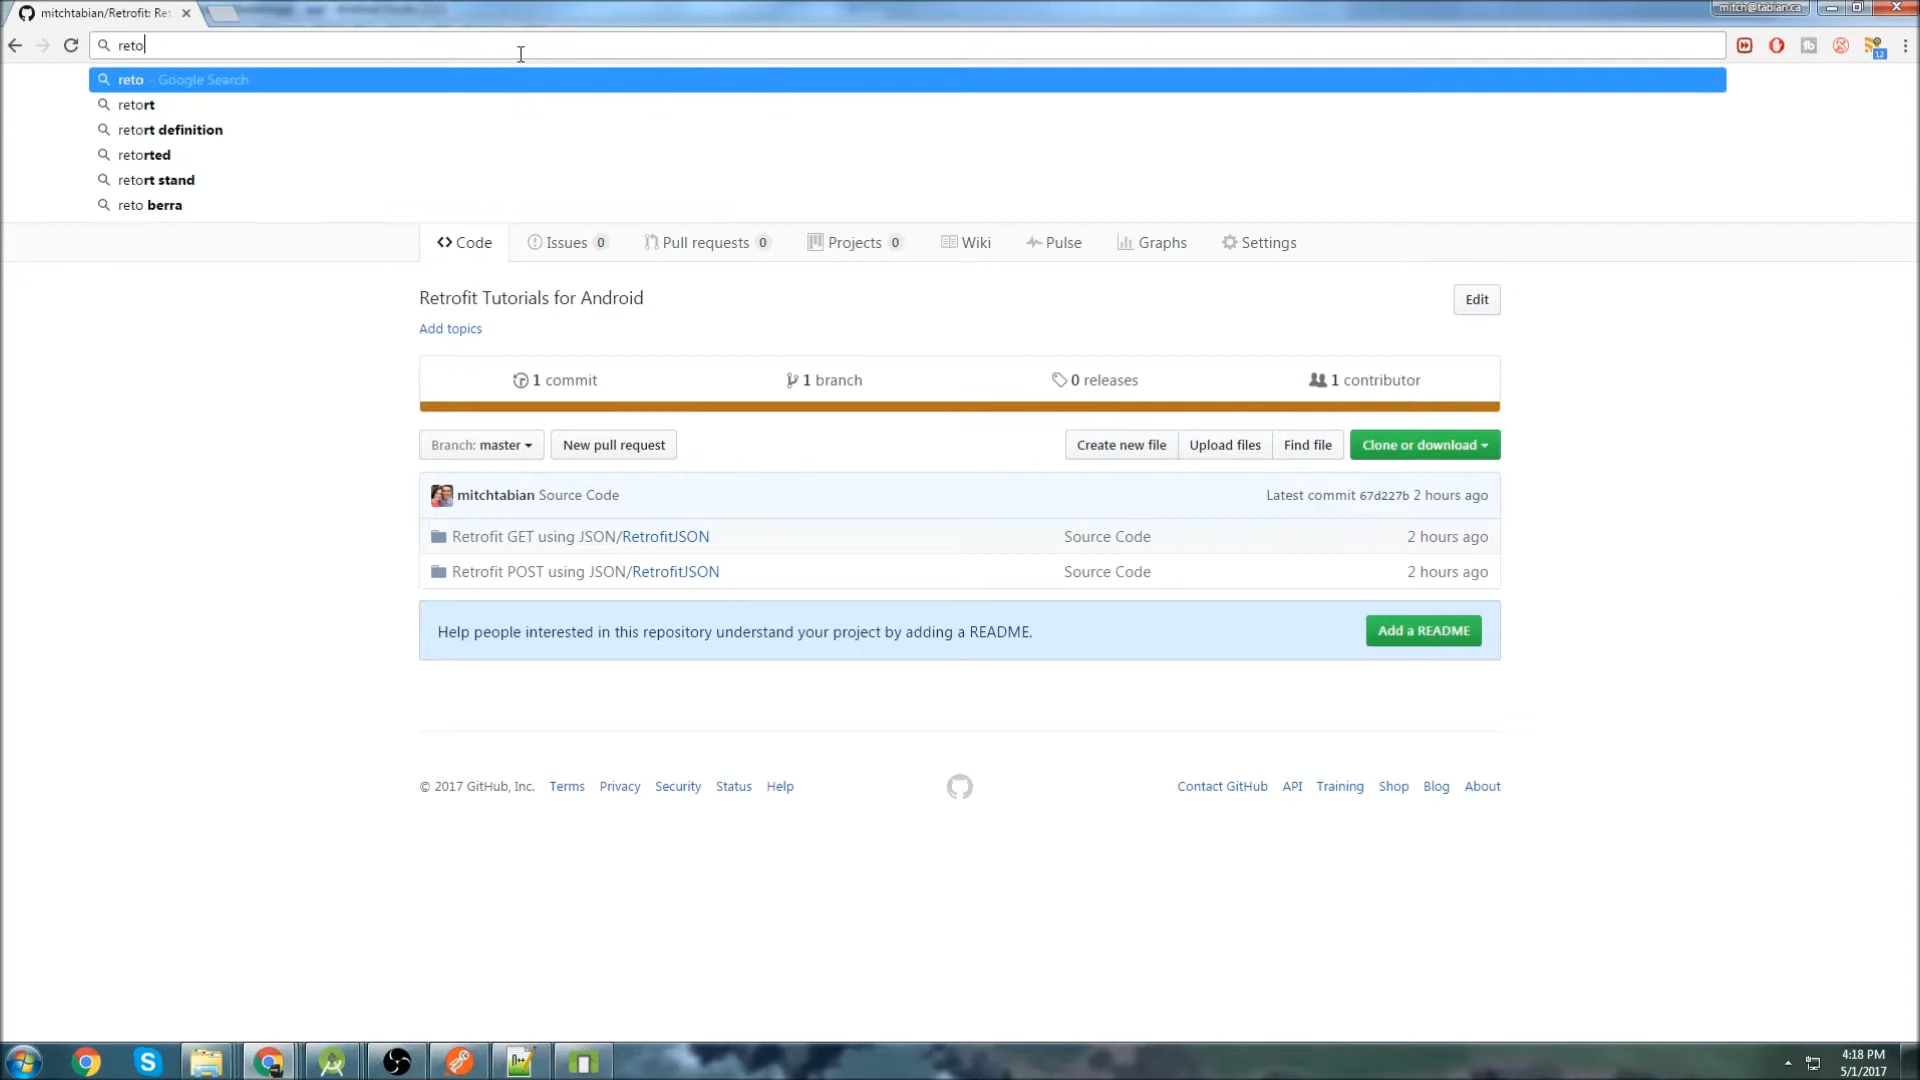 mitchtabian/Retrofit: Ret
mitch@tabian.ca
reto
12
reto - Google Search
retort
retort definition
retorted
retort stand
reto berra
Code
Issues 0
Pull requests 0
Projects 0
Wiki
Pulse
Graphs
Settings
Retrofit Tutorials for Android
Edit
Add topics
1 commit
1 branch
0 releases
1 contributor
Branch: master
New pull request
Create new file
Upload files
Find file
Clone or download
mitchtabian Source Code
Latest commit 67d227b 2 hours ago
Retrofit GET using JSON/RetrofitJSON
Source Code
2 hours ago
Retrofit POST using JSON/RetrofitJSON
Source Code
2 hours ago
Help people interested in this repository understand your project by adding a README.
Add a README
© 2017 GitHub, Inc.
Terms
Privacy
Security
Status
Help
Contact GitHub
API
Training
Shop
Blog
About
4:18 PM
5/1/2017